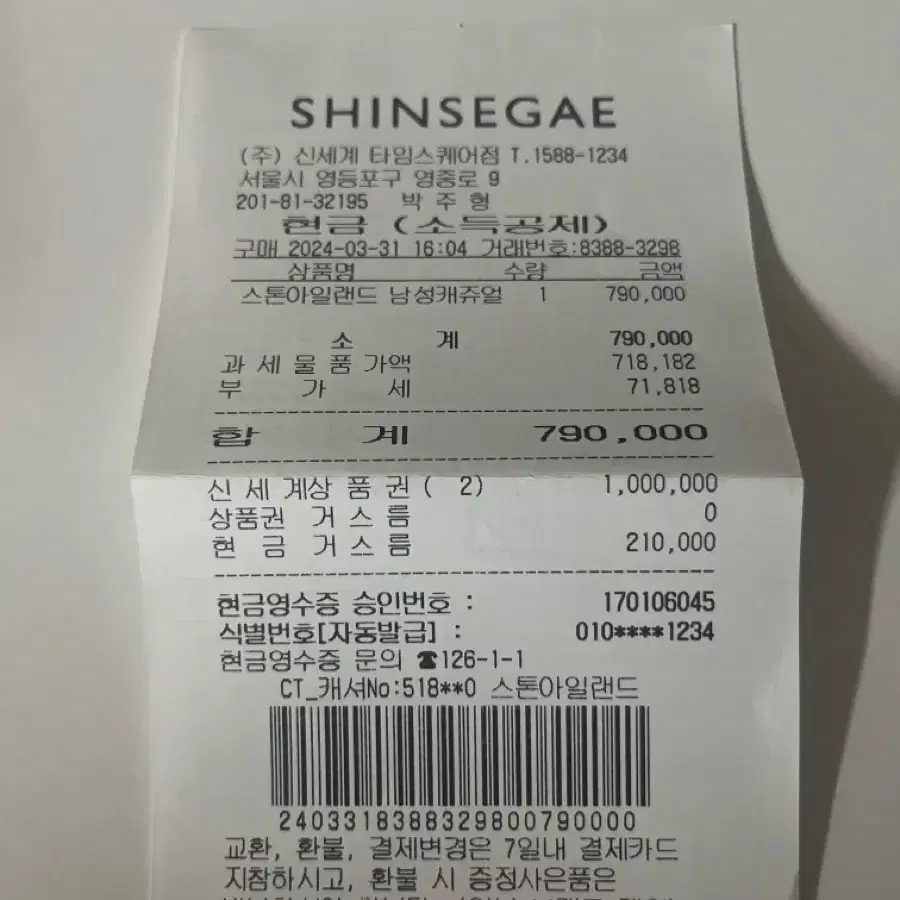 SHINSEGAE
(주) 신세계 타임스퀘어점 T.1588-1234
서울시 영등포구 영중로 9
201-81-32195 박 주 형
현금 (소득공제)
구매 2024-03-31 16:04 거래번호:8388-3298
상품명 수량 금액
스톤아일랜드 남성캐쥬얼 1 790,000
소 계 790,000
과 세 물 품 가액 718,182
부 가 세 71,818
합 계 790,000
신 세 계상 품 권 ( 2) 1,000,000
상품권 거 스 름 0
현 금 거 스 름 210,000
현금영수증 승인번호 : 170106045
식별번호[자동발급] : 010****1234
현금영수증 문의 ☎126-1-1
CT_캐셔No:518**0 스톤아일랜드
240331838832980079​0000
교환, 환불, 결제변경은 7일내 결제카드
지참하시고, 환불 시 증정사은품은